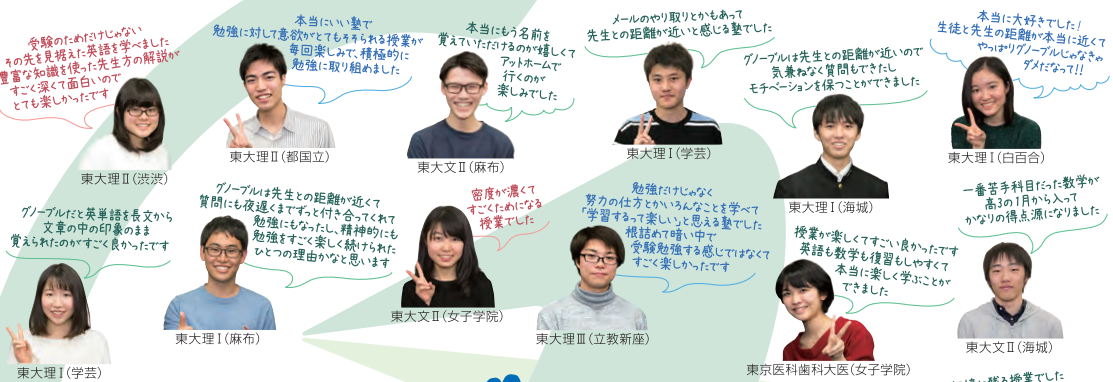 受験のためだけじゃない
その先を見据えた英語を学べました
豊富な知識を使った先生方の解説が
すごく深くて面白いので
とても楽しかったです
東大理Ⅱ(渋渋)
本当にいい塾で
勉強に対して意欲がとてもそそられる授業が
毎回楽しみで、積極的に
勉強に取り組めました
東大理Ⅱ(都国立)
本当にもう名前を
覚えていただけるのが嬉しくて
アットホームで
行くのが
楽しみでした
東大文Ⅱ(麻布)
メールのやり取りとかもあって
先生との距離が近いと感じる塾でした
東大理Ⅰ(学芸)
グノーブルは先生との距離が近いので
気兼ねなく質問もできたし
モチベーションを保つことができました
東大理Ⅰ(海城)
本当に大好きでした!
生徒と先生の距離が本当に近くて
やっぱりグノーブルじゃなきゃ
ダメだなって!!
東大理Ⅰ(白百合)
グノーブルだと英単語を長文から
文章の中の印象のまま
覚えられたのがすごく良かったです
東大理Ⅰ(学芸)
グノーブルは先生との距離が近くて
質問にも夜遅くまでずっと付き合ってくれて
勉強にもなったし、精神的にも
勉強をすごく楽しく続けられた
ひとつの理由かなと思います
東大理Ⅰ(麻布)
密度が濃くて
すごくためになる
授業でした
東大文Ⅱ(女子学院)
勉強だけじゃなく
努力の仕方とかいろんなことを学べて
「学習するって楽しい」と思える塾でした
根詰めて暗い中で
受験勉強する感じではなくて
すごく楽しかったです
東大理Ⅲ(立教新座)
授業が楽しくてすごい良かったです
英語も数学も復習もしやすくて
本当に楽しく学ぶことが
できました
東京医科歯科大医(女子学院)
一番苦手科目だった数学が
高3の1月から入って
かなりの得点源になりました
東大文Ⅱ(海城)
に残る授業でした